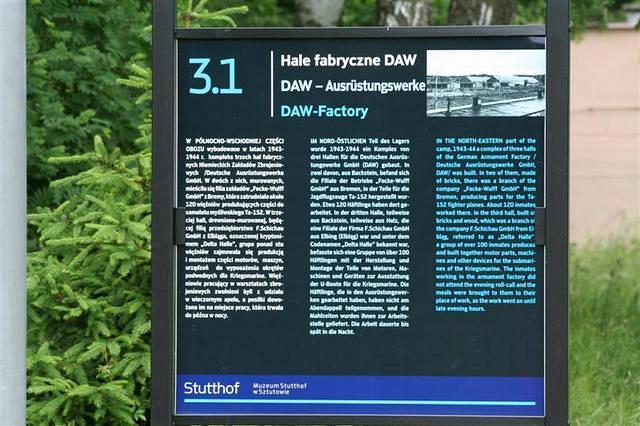 3.1
Hale fabryczne DAW
DAW – Ausrüstungswerke
DAW-Factory
W PÓŁNOCNO-WSCHODNIEJ CZĘŚCI
OBOZU wybudowano w latach 1943-
1944 r. kompleks trzech hal fabrycz-
nych Niemieckich Zakładów Zbrojenio-
wych /Deutsche Ausrüstungswerke
GmbH. W dwóch z nich, murowanych,
mieściła się filia zakładów „Focke-Wulff
GmbH” z Bremy, która zatrudniała około
120 więźniów produkujących części do
samolotu myśliwskiego Ta-152. W trze-
ciej hali, drewniano-murowanej, będą-
cej filią przedsiębiorstwa F.Schichau
GmbH z Elbląga, oznaczonej kryptoni-
mem „Delta Halle”, grupa ponad stu
więźniów zajmowała się produkcją
i montażem części motorów, maszyn,
urządzeń do wyposażenia okrętów
podwodnych dla Kriegsmarine. Więź-
niowie pracujący w warsztatach zbro-
jeniowych zwolnieni byli z udziału
w wieczornym apelu, a posiłki dowo-
żono im na miejsce pracy, która trwała
do późna w nocy.
IM NORD-ÖSTLICHEN Teil des Lagers
wurde 1943-1944 ein Komplex von
drei Hallen für die Deutschen Ausrüs-
tungswerke GmbH (DAW) gebaut. In
zwei davon, aus Backstein, befand sich
die Filiale der Betriebe „Focke-Wulff
GmbH” aus Bremen, in der Teile für die
Jagdflugzeuge Ta-152 hergestellt wur-
den. Etwa 120 Häftlinge haben dort ge-
arbeitet. In der dritten Halle, teilweise
aus Backstein, teilweise aus Holz, die
eine Filiale der Firma F.Schichau GmbH
aus Elbing (Elbląg) war und unter dem
Codenamen „Delta Halle” bekannt war,
befasste sich eine Gruppe von über 100
Häftlingen mit der Herstellung und
Montage der Teile von Motoren, Ma-
schinen und Geräten zur Ausstattung
der U-Boote für die Kriegsmarine. Die
Häftlinge, die in den Ausrüstungswer-
ken gearbeitet haben, haben nicht am
Abendappell teilgenommen, und die
Mahlzeiten wurden ihnen zur Arbeits-
stelle geliefert. Die Arbeit dauerte bis
spät in die Nacht.
IN THE NORTH-EASTERN part of the
camp, 1943-44 a complex of three halls
of the German Armament Factory /
Deutsche Ausrüstungswerke GmbH,
DAW/ was built. In two of them, made
of bricks, there was a branch of the
company „Focke-Wulff GmbH” from
Bremen, producing parts for the Ta-
152 fighter planes. About 120 inmates
worked there. In the third hall, built of
bricks and wood, which was a branch of
the company F.Schichau GmbH from El-
bląg, referred to as „Delta Halle”
a group of over 100 inmates produced
and built together motor parts, machi-
nes and other devices for the submari-
nes of the Kriegsmarine. The inmates
working in the armament factory did
not attend the evening roll-call and the
meals were brought to them to their
place of work, as the work went on until
late evening hours.
Stutthof
Muzeum Stutthof
w Sztutowie